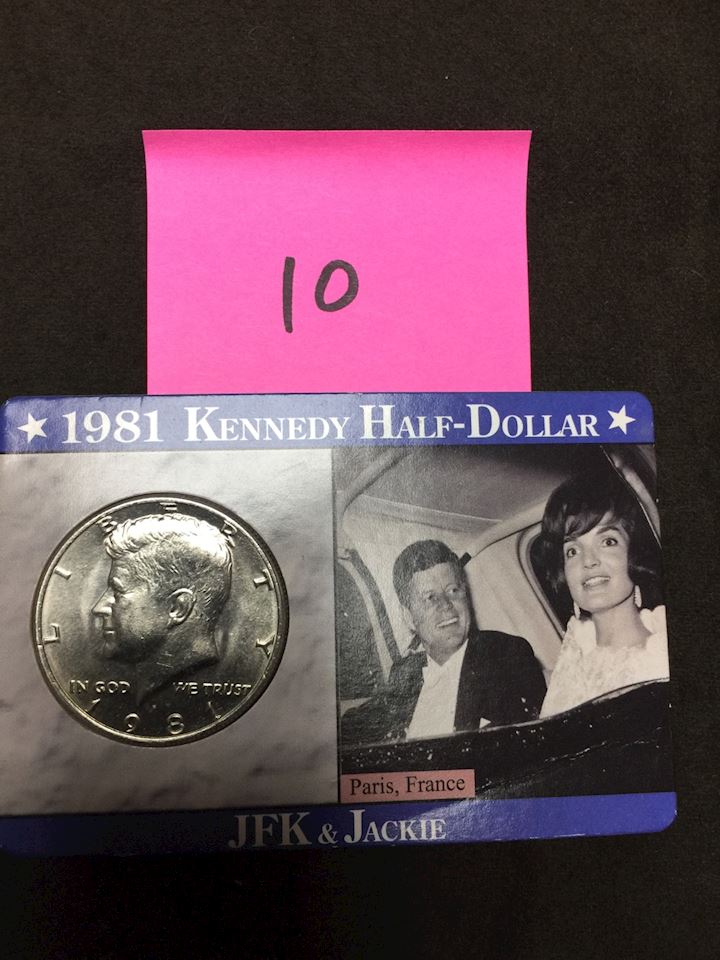 10
★ 1981 KENNEDY HALF-DOLLAR ★
LIBERTY
IN GOD WE TRUST
1981
Paris, France
JFK & JACKIE